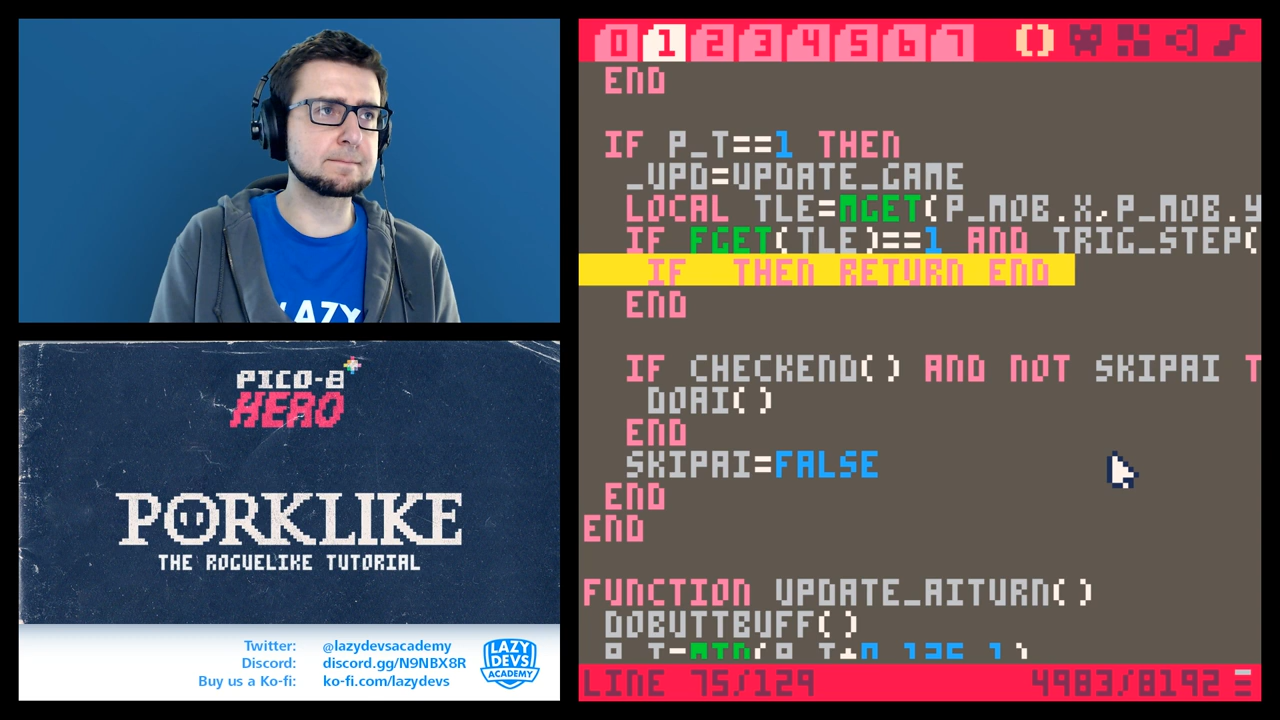 LAZY
PICO-8
HERO
PORKLIKE
THE ROGUELIKE TUTORIAL
Twitter: @lazydevsacademy
Discord: discord.gg/N9NBX8R
Buy us a Ko-fi: ko-fi.com/lazydevs
LAZY
DEVS
ACADEMY
0 1 2 3 4 5 6 7 ()
END
IF P_T==1 THEN
_UPD=UPDATE_GAME
LOCAL TLE=MGET(P_MOB.X,P_MOB.Y
IF FGET(TLE)==1 AND TRIG_STEP(
IF THEN RETURN END
END
IF CHECKEND() AND NOT SKIPAI T
DOAI()
END
SKIPAI=FALSE
END
END
FUNCTION UPDATE_AITURN()
DOBUTTBUFF()
LINE 75/129 4983/8192